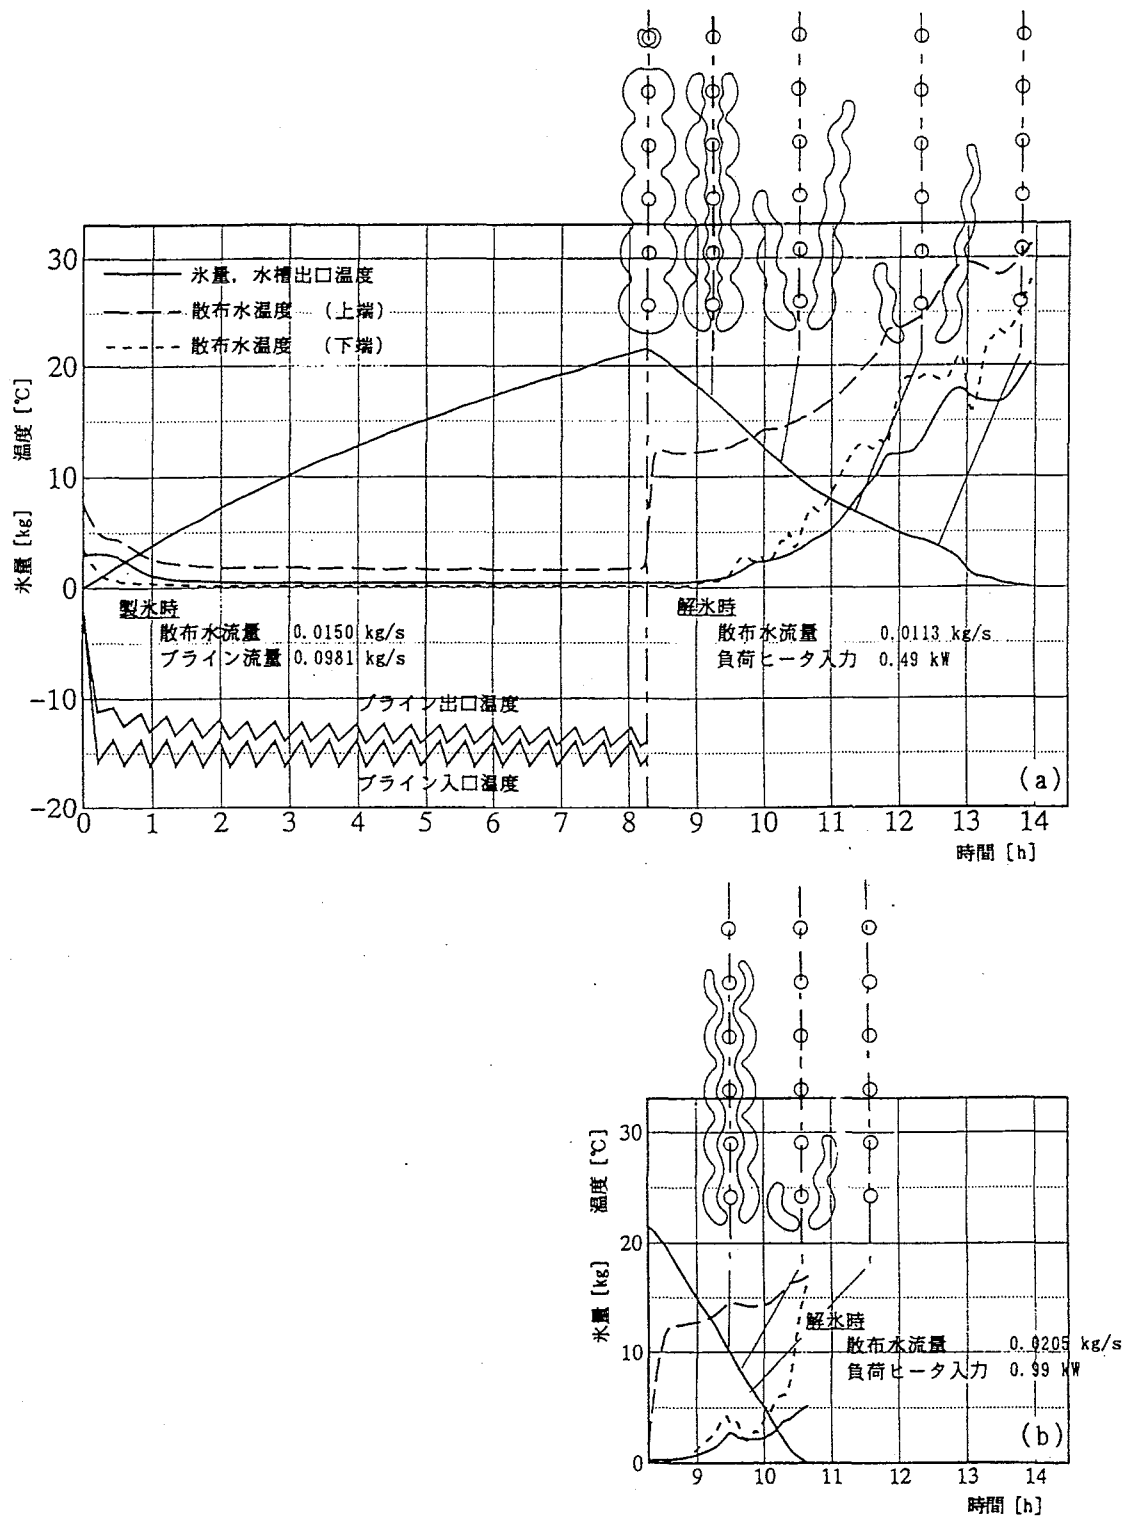 30
氷量, 水槽出口温度
散布水温度 (上端)
散布水温度 (下端)
20
10
0
-10
-20
温度 [℃]
氷量 [kg]
製氷時
散布水流量 0.0150 kg/s
ブライン流量 0.0981 kg/s
解氷時
散布水流量 0.0113 kg/s
負荷ヒータ入力 0.49 kW
ブライン出口温度
ブライン入口温度
(a)
0 1 2 3 4 5 6 7 8 9 10 11 12 13 14
時間 [h]
30
20
10
0
温度 [℃]
氷量 [kg]
解氷時
散布水流量 0.0205 kg/s
負荷ヒータ入力 0.99 kW
(b)
9 10 11 12 13 14
時間 [h]